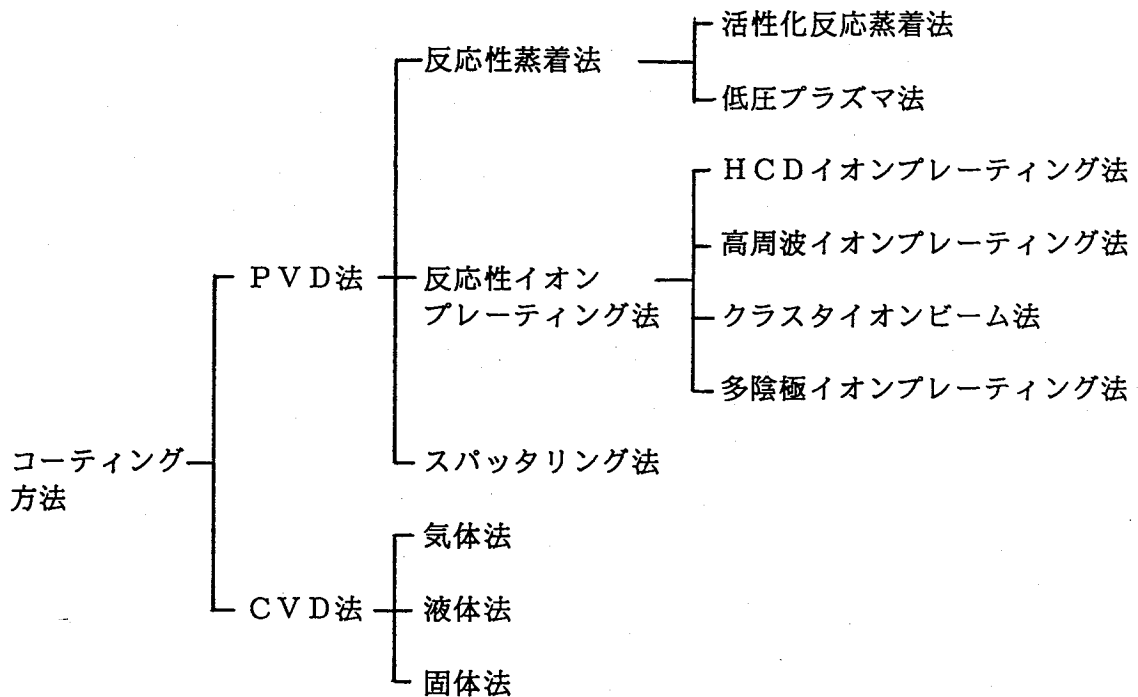 活性化反応蒸着法
反応性蒸着法
低圧プラズマ法
HCDイオンプレーティング法
高周波イオンプレーティング法
PVD法
反応性イオン
プレーティング法
クラスタイオンビーム法
多陰極イオンプレーティング法
コーティング
方法
スパッタリング法
気体法
CVD法
液体法
固体法